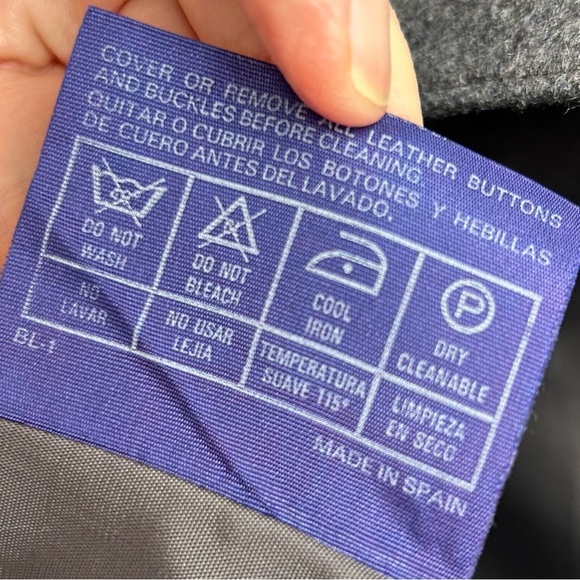 COVER OR REMOVE ALL LEATHER BUTTONS
AND BUCKLES BEFORE CLEANING.
QUITAR O CUBRIR LOS BOTONES Y HEBILLAS
DE CUERO ANTES DEL LAVADO.
DO NOT
WASH
DO NOT
BLEACH
COOL
IRON
P
DRY
CLEANABLE
NO
LAVAR
NO USAR
LEJIA
TEMPERATURA
SUAVE 115°
LIMPIEZA
EN SECO
BL-1
MADE IN SPAIN